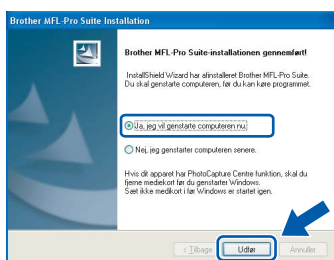 Brother MFL-Pro Suite Installation
Brother MFL-Pro Suite-installationen gennemført!
InstallShield Wizard har afinstalleret Brother MFL-Pro Suite.
Du skal genstarte computeren, før du kan køre programmet.
Ja, jeg vil genstarte computeren nu.
Nej, jeg genstarter computeren senere.
Hvis dit apparat har PhotoCapture Centre funktion, skal du
fjerne mediekort før du genstarter Windows.
Sæt ikke mediekort i før Windows er startet igen.
< Tilbage Udfør Annuller